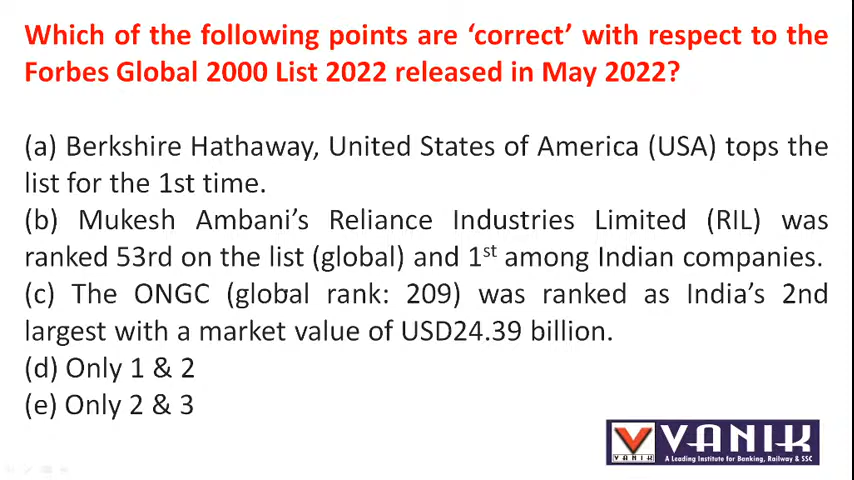 Which of the following points are ‘correct’ with respect to the
Forbes Global 2000 List 2022 released in May 2022?
(a) Berkshire Hathaway, United States of America (USA) tops the
list for the 1st time.
(b) Mukesh Ambani’s Reliance Industries Limited (RIL) was
ranked 53rd on the list (global) and 1st among Indian companies.
(c) The ONGC (global rank: 209) was ranked as India’s 2nd
largest with a market value of USD24.39 billion.
(d) Only 1 & 2
(e) Only 2 & 3
VANIK
VANIK
A Leading Institute for Banking, Railway & SSC